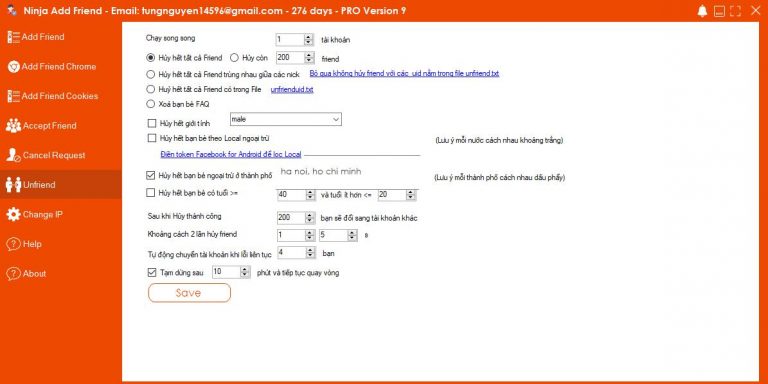 Ninja Add Friend - Email: tungnguyen14596@gmail.com - 276 days - PRO Version 9
Add Friend
Add Friend Chrome
Add Friend Cookies
Accept Friend
Cancel Request
Unfriend
Change IP
Help
About
Chạy song song 1 tài khoản
Hủy hết tất cả Friend Hủy còn 200 friend
Hủy hết tất cả Friend trùng nhau giữa các nick Bỏ qua không hủy friend với các uid nằm trong file unfriend.txt
Huỷ hết tất cả Friend có trong File unfrienduid.txt
Xoá bạn bè FAQ
Hủy hết giới tính male
Hủy hết bạn bè theo Local ngoại trừ (Lưu ý mỗi nước cách nhau khoảng trắng)
Điền token Facebook for Android để lọc Local
Hủy hết bạn bè ngoại trừ ở thành phố ha noi, ho chi minh (Lưu ý mỗi thành phố cách nhau dấu phẩy)
Hủy hết bạn bè có tuổi >= 40 và tuổi ít hơn <= 20
Sau khi Hủy thành công 200 bạn sẽ đổi sang tài khoản khác
Khoảng cách 2 lần hủy friend 1 5 s
Tự động chuyển tài khoản khi lỗi liên tục 4 bạn
Tạm dừng sau 10 phút và tiếp tục quay vòng
Save